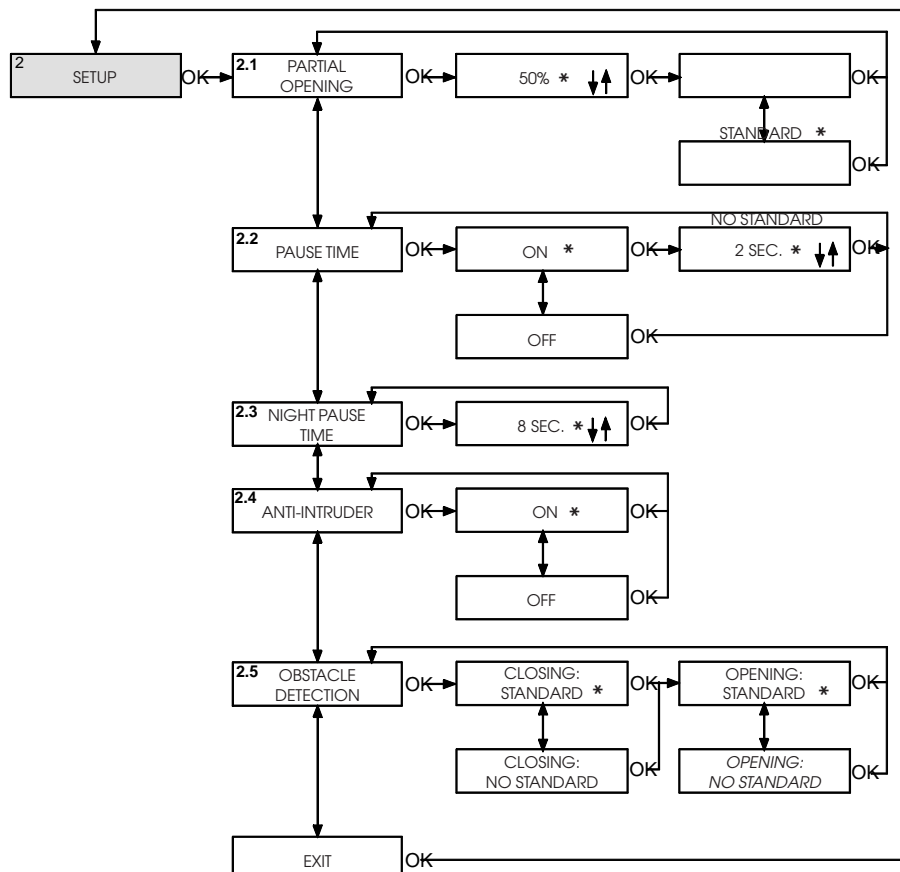 2
SETUP
OK
2.1 PARTIAL
OPENING
OK
50% *
OK
OK
STANDARD *
OK
NO STANDARD
2.2
PAUSE TIME
OK
ON *
OK
2 SEC. *
OK
OFF
OK
2.3 NIGHT PAUSE
TIME
OK
8 SEC. *
OK
2.4
ANTI-INTRUDER
OK
ON *
OK
OFF
OK
2.5
OBSTACLE
DETECTION
OK
CLOSING:
STANDARD *
OK
OPENING:
STANDARD *
OK
CLOSING:
NO STANDARD
OK
OPENING:
NO STANDARD
OK
EXIT
OK